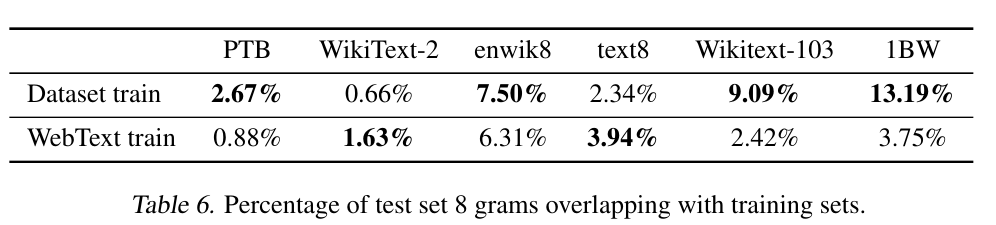 PTB WikiText-2 enwik8 text8 Wikitext-103 1BW
Dataset train 2.67% 0.66% 7.50% 2.34% 9.09% 13.19%
WebText train 0.88% 1.63% 6.31% 3.94% 2.42% 3.75%
Table 6. Percentage of test set 8 grams overlapping with training sets.